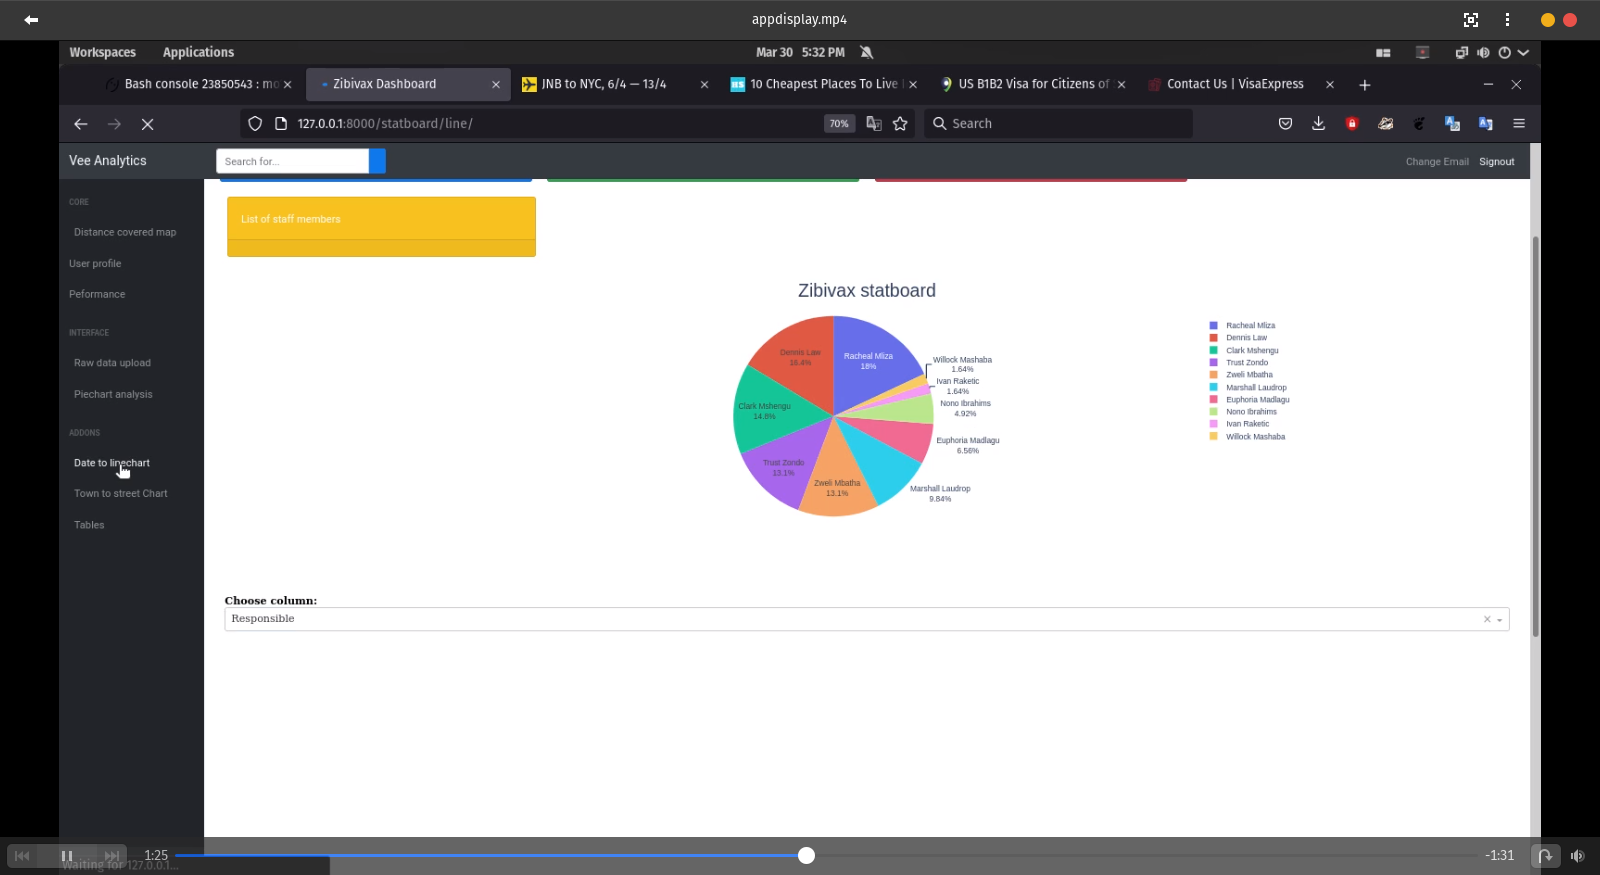 appdisplay.mp4
Workspaces Applications Mar 30 5:32 PM
Bash console 23850543 : mo Zibivax Dashboard JNB to NYC, 6/4 — 13/4 10 Cheapest Places To Live US B1B2 Visa for Citizens of Contact Us | VisaExpress
127.0.0.1:8000/statboard/line/ 70% Search
Vee Analytics Search for... Change Email Signout
CORE
Distance covered map
User profile
Peformance
INTERFACE
Raw data upload
Piechart analysis
ADDONS
Date to linechart
Town to street Chart
Tables
List of staff members
Zibivax statboard
Dennis Law
16.4%
Racheal Mliza
18%
Willock Mashaba
1.64%
Ivan Raketic
1.64%
Nono Ibrahims
4.92%
Clark Mshengu
14.8%
Euphoria Madlagu
6.56%
Trust Zondo
13.1%
Zweli Mbatha
13.1%
Marshall Laudrop
9.84%
Racheal Mliza
Dennis Law
Clark Mshengu
Trust Zondo
Zweli Mbatha
Marshall Laudrop
Euphoria Madlagu
Nono Ibrahims
Ivan Raketic
Willock Mashaba
Choose column:
Responsible
1:25 -1:31
Waiting for 127.0.0.1...